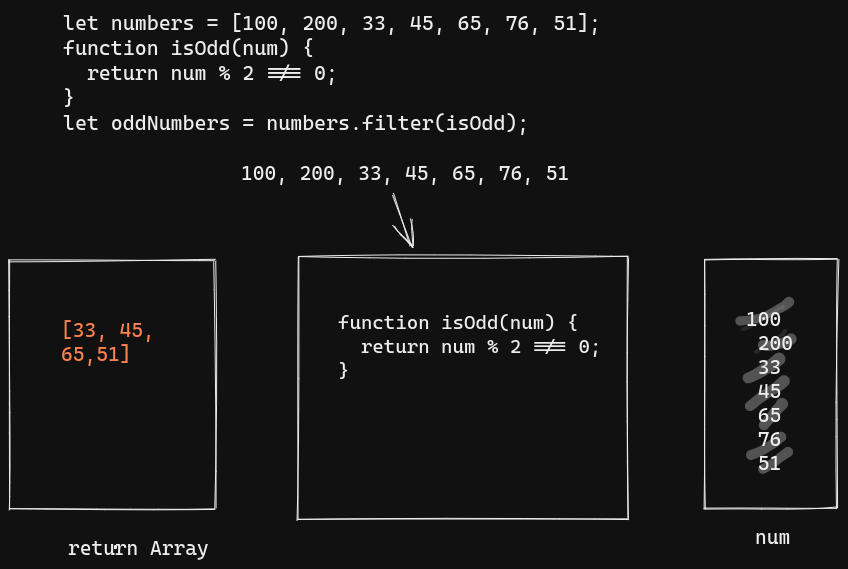 let numbers = [100, 200, 33, 45, 65, 76, 51];
function isOdd(num) {
  return num % 2 !== 0;
}
let oddNumbers = numbers.filter(isOdd);
100, 200, 33, 45, 65, 76, 51
[33, 45,
65,51]
return Array
function isOdd(num) {
  return num % 2 !== 0;
}
100
200
33
45
65
76
51
num